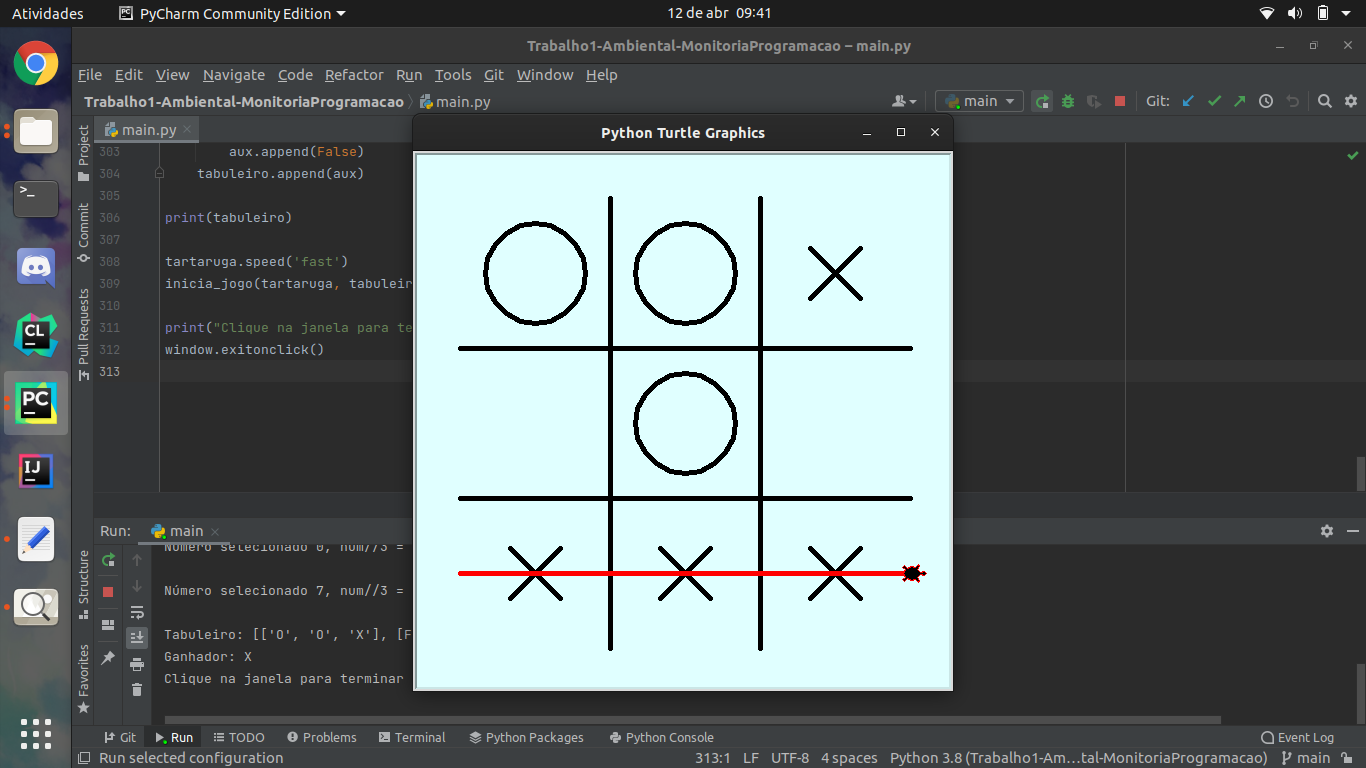 Atividades PyCharm Community Edition 12 de abr 09:41
Trabalho1-Ambiental-MonitoriaProgramacao – main.py
File Edit View Navigate Code Refactor Run Tools Git Window Help
Trabalho1-Ambiental-MonitoriaProgramacao main.py main Git:
Python Turtle Graphics
main.py
Project
Commit
Pull Requests
Structure
Favorites
303 aux.append(False)
304 tabuleiro.append(aux)
305
306 print(tabuleiro)
307
308 tartaruga.speed('fast')
309 inicia_jogo(tartaruga, tabuleir
310
311 print("Clique na janela para te
312 window.exitonclick()
313
CL
PC
IJ
Run: main
Número selecionado 0, num//3 =
Número selecionado 7, num//3 =
Tabuleiro: [['O', 'O', 'X'], [F
Ganhador: X
Clique na janela para terminar
Git Run TODO Problems Terminal Python Packages Python Console Event Log
Run selected configuration 313:1 LF UTF-8 4 spaces Python 3.8 (Trabalho1-Am…tal-MonitoriaProgramacao) main